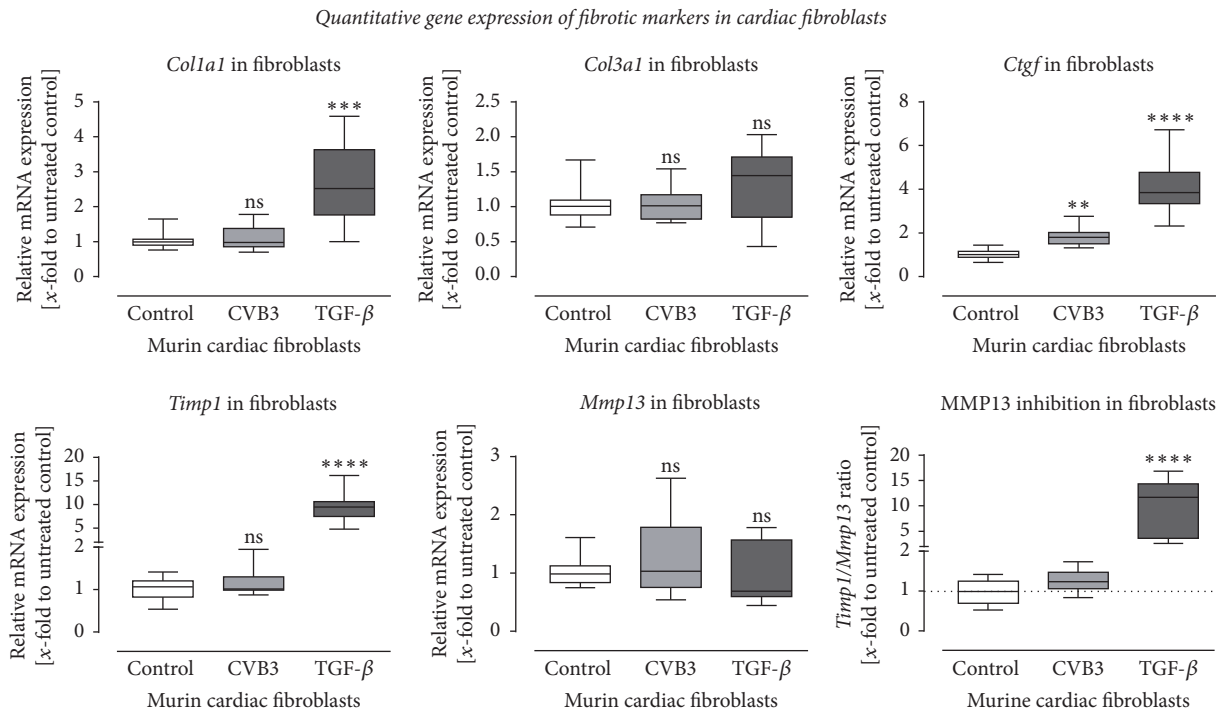 Quantitative gene expression of fibrotic markers in cardiac fibroblasts
Col1a1 in fibroblasts
Relative mRNA expression
[x-fold to untreated control]
5
4
3
2
1
0
ns
***
Control CVB3 TGF-β
Murin cardiac fibroblasts
Col3a1 in fibroblasts
Relative mRNA expression
[x-fold to untreated control]
2.5
2.0
1.5
1.0
0.5
0.0
ns
ns
Control CVB3 TGF-β
Murin cardiac fibroblasts
Ctgf in fibroblasts
Relative mRNA expression
[x-fold to untreated control]
8
6
4
2
0
**
****
Control CVB3 TGF-β
Murin cardiac fibroblasts
Timp1 in fibroblasts
Relative mRNA expression
[x-fold to untreated control]
20
15
10
5
2
1
0
ns
****
Control CVB3 TGF-β
Murin cardiac fibroblasts
Mmp13 in fibroblasts
Relative mRNA expression
[x-fold to untreated control]
3
2
1
0
ns
ns
Control CVB3 TGF-β
Murin cardiac fibroblasts
MMP13 inhibition in fibroblasts
Timp1/Mmp13 ratio
[x-fold to untreated control]
20
15
10
5
2
1
0
****
Control CVB3 TGF-β
Murine cardiac fibroblasts